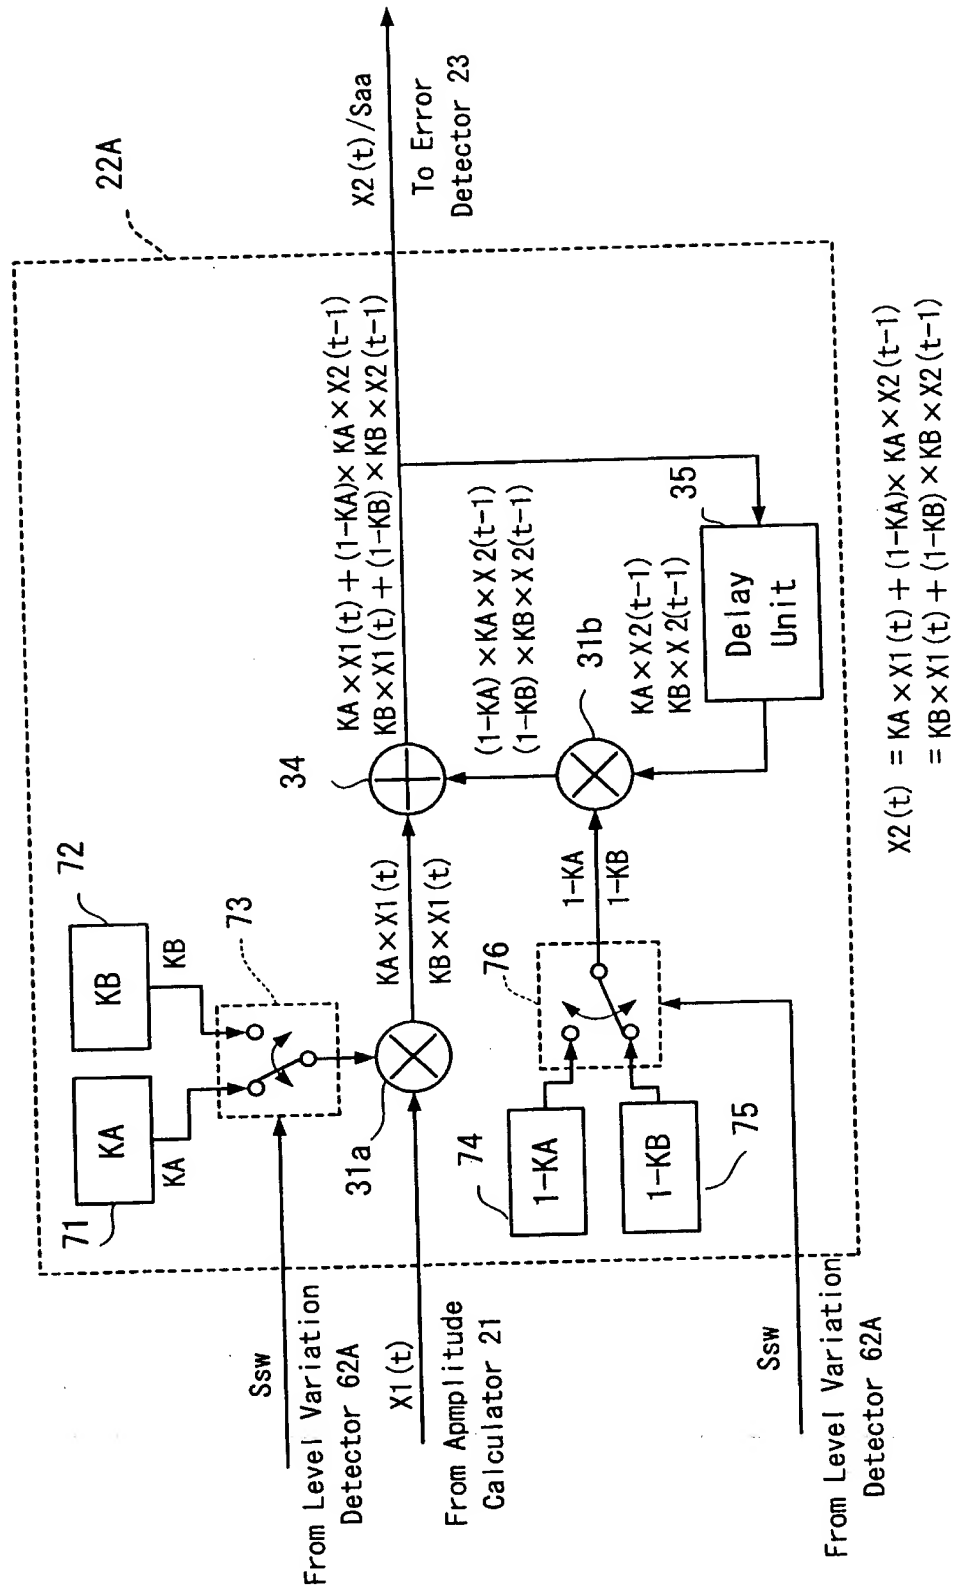 22A
71
KA
KA
72
KB
KB
73
Ssw
From Level Variation
Detector 62A
X1(t)
From Apmplitude
Calculator 21
31a
KA×X1(t)
KB×X1(t)
34
KA×X1(t)+(1-KA)×KA×X2(t-1)
KB×X1(t)+(1-KB)×KB×X2(t-1)
X2(t)/Saa
To Error
Detector 23
74
1-KA
1-KB
75
76
1-KA
1-KB
31b
(1-KA)×KA×X2(t-1)
(1-KB)×KB×X2(t-1)
KA×X2(t-1)
KB×X2(t-1)
35
Delay
Unit
Ssw
From Level Variation
Detector 62A
X2(t) =KA×X1(t)+(1-KA)×KA×X2(t-1)
=KB×X1(t)+(1-KB)×KB×X2(t-1)